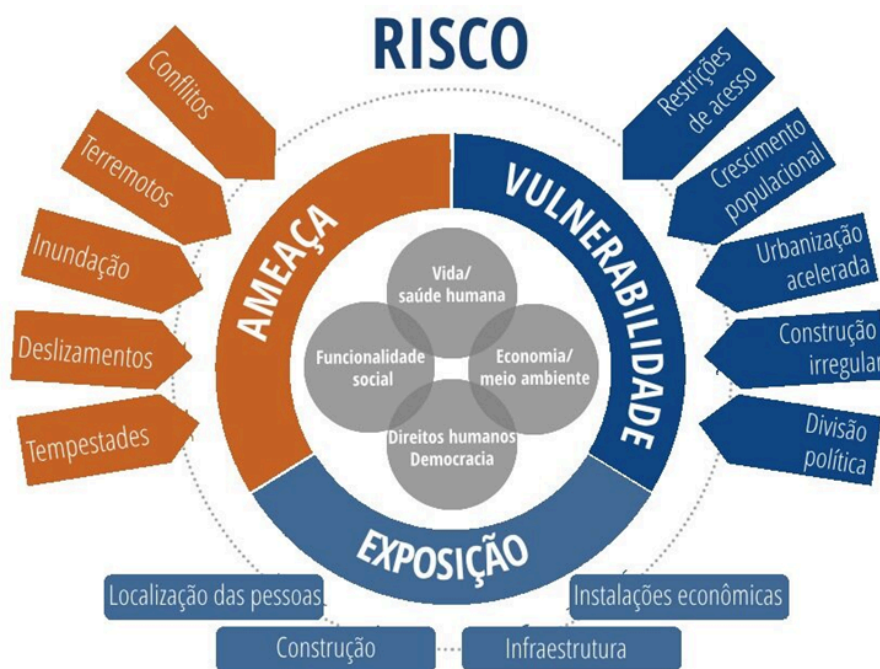 RISCO
Conflitos
Terremotos
Inundação
Deslizamentos
Tempestades
AMEAÇA
VULNERABILIDADE
EXPOSIÇÃO
Vida/
saúde humana
Funcionalidade
social
Economia/
meio ambiente
Direitos humanos
Democracia
Restrições
de acesso
Crescimento
populacional
Urbanização
acelerada
Construção
irregular
Divisão
política
Localização das pessoas
Construção
Infraestrutura
Instalações econômicas